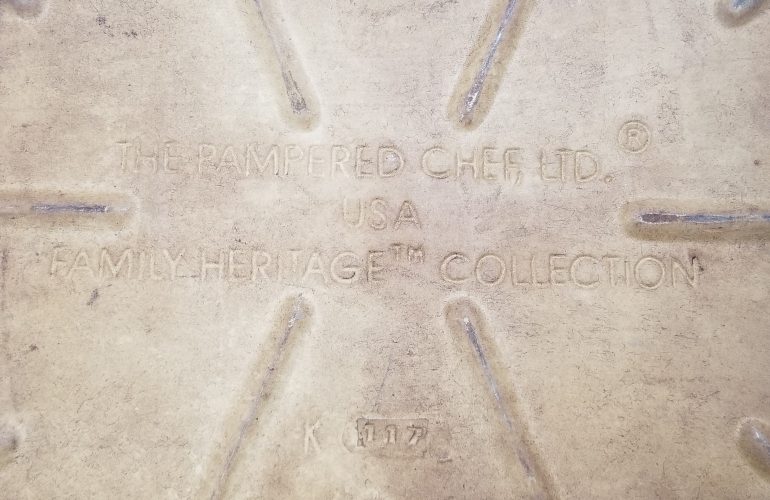 THE PAMPERED CHEF, LTD.®
USA
FAMILY HERITAGE™ COLLECTION
K 117